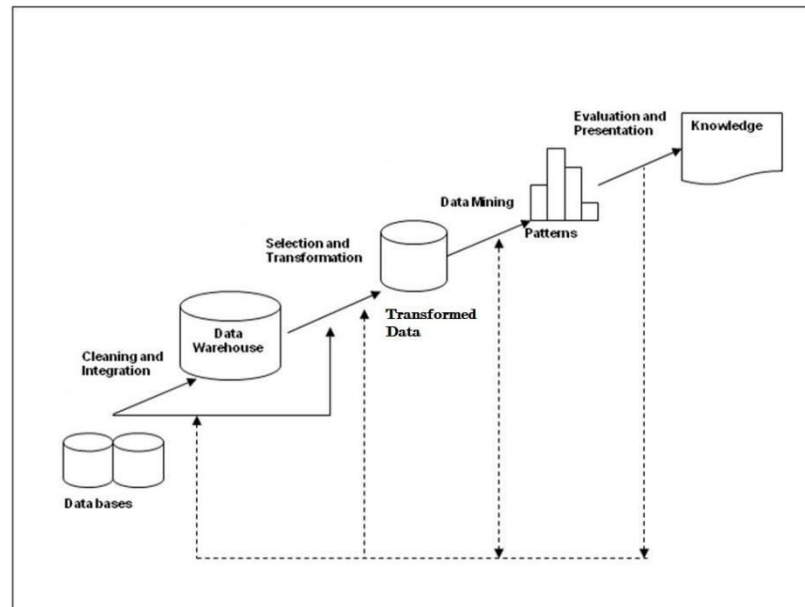 Evaluation and
Presentation
Knowledge
Data Mining
Patterns
Selection and
Transformation
Transformed
Data
Data
Warehouse
Cleaning and
Integration
Data bases